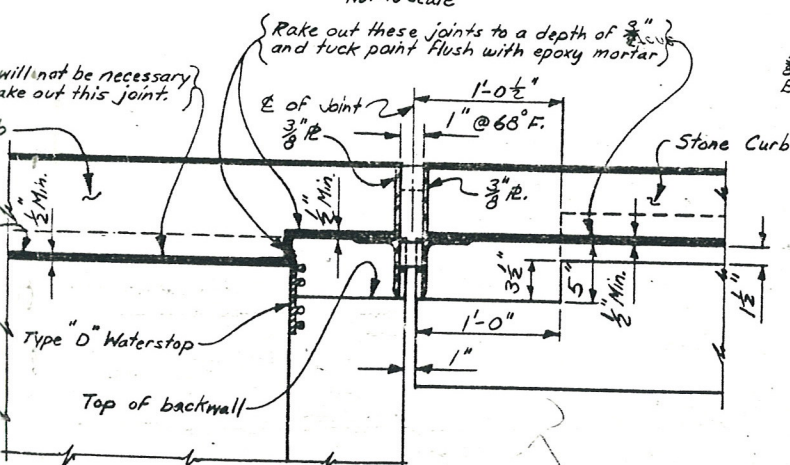 Not to Scale
Rake out these joints to a depth of
and tuck point flush with epoxy mortar
will not be necessary
ake out this joint.
℄ of Joint
3/8" ℞
1'-0 1/2"
1" @ 68° F.
Stone Curb
3/8" ℞.
1/2" Min.
1/2" Min.
3 1/2"
5"
1/2" Min.
1 1/2"
Type "D" Waterstop
1'-0"
1"
Top of backwall